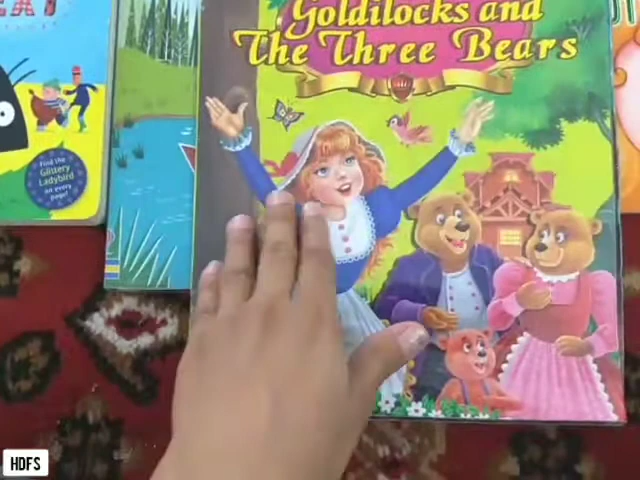 Goldilocks and
The Three Bears
Find the
Glittery
Ladybird
on every
page!
HDFS